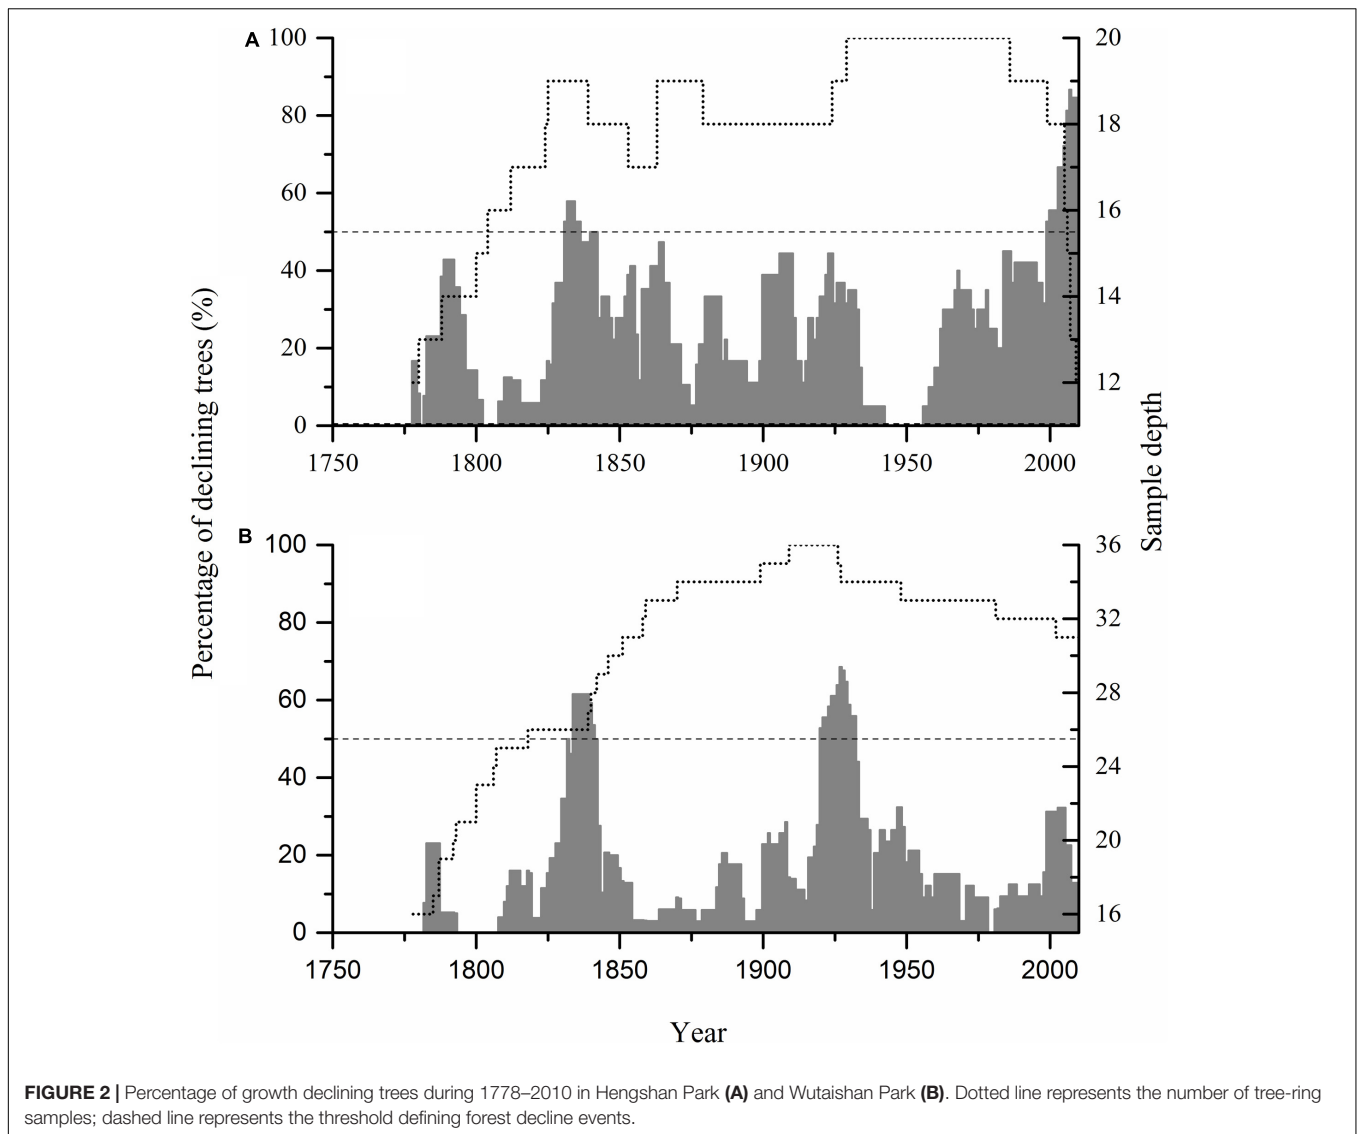 A
100
80
60
40
20
0
1750 1800 1850 1900 1950 2000
20
18
16
14
12
Percentage of declining trees (%)
Sample depth
B
100
80
60
40
20
0
1750 1800 1850 1900 1950 2000
36
32
28
24
20
16
Year
FIGURE 2 | Percentage of growth declining trees during 1778–2010 in Hengshan Park (A) and Wutaishan Park (B). Dotted line represents the number of tree-ring
samples; dashed line represents the threshold defining forest decline events.